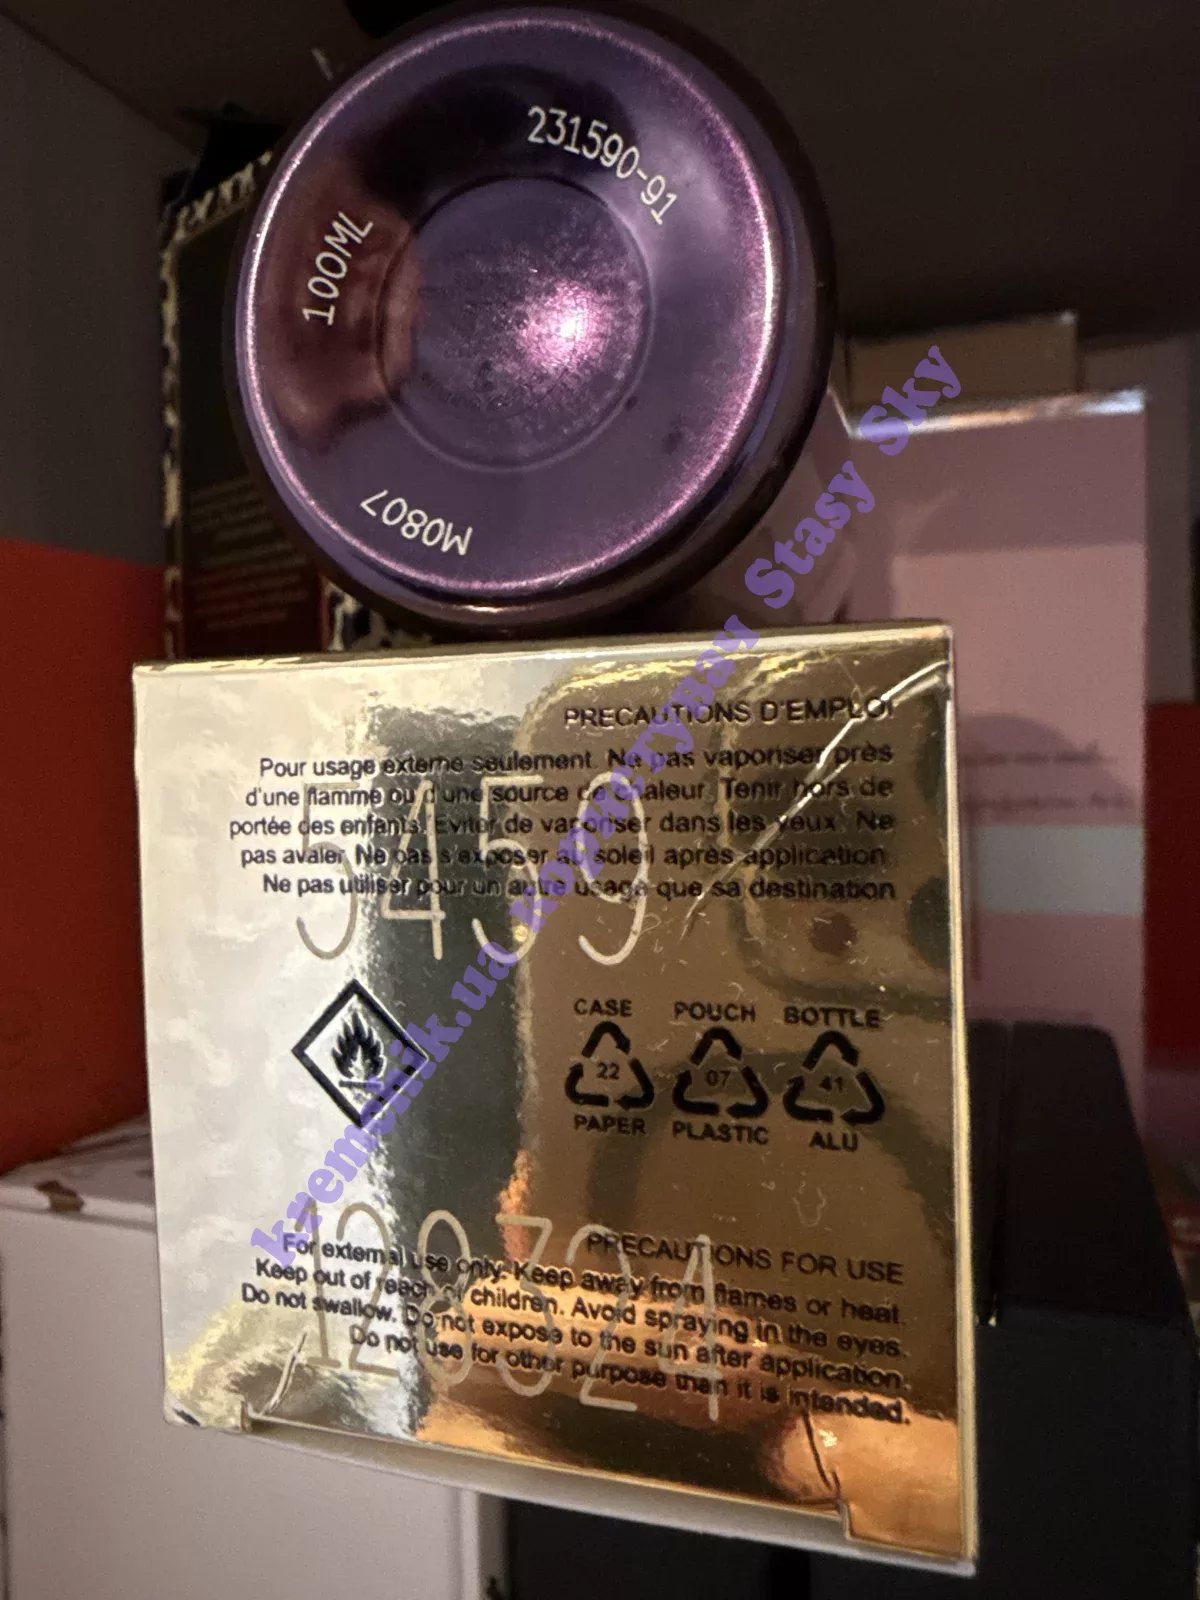 231590-91
100ML
M0807
PRECAUTIONS D'EMPLOI
Pour usage externe seulement. Ne pas vaporiser près
d'une flamme ou d'une source de chaleur. Tenir hors de
portée des enfants. Eviter de vaporiser dans les yeux. Ne
pas avaler. Ne pas s'exposer au soleil après application
Ne pas utiliser pour un autre usage que sa destination
5459
CASE POUCH BOTTLE
22 07 41
PAPER PLASTIC ALU
PRECAUTIONS FOR USE
For external use only. Keep away from flames or heat.
Keep out of reach of children. Avoid spraying in the eyes.
Do not swallow. Do not expose to the sun after application.
Do not use for other purpose than it is intended.
128324
Stasy Sky